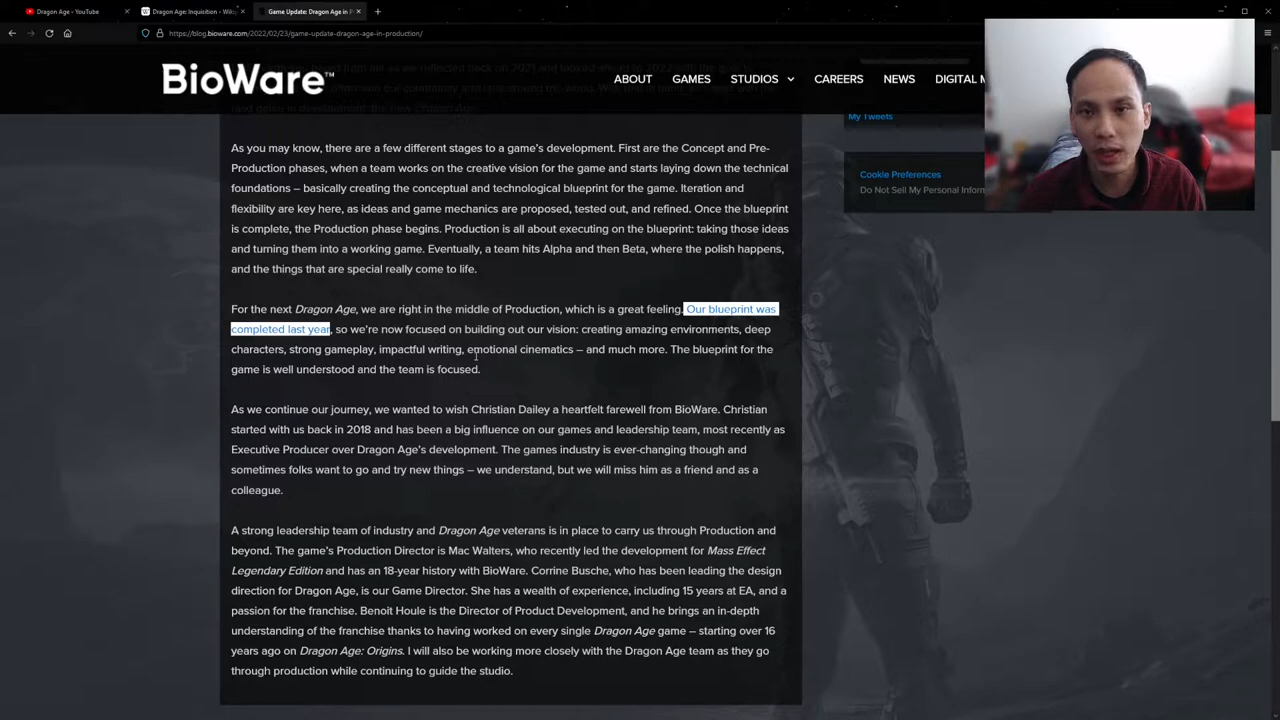 Dragon Age - YouTube
Dragon Age: Inquisition - Wiki
Game Update: Dragon Age in P
https://blog.bioware.com/2022/02/23/game-update-dragon-age-in-production/
BioWare™
ABOUT GAMES STUDIOS CAREERS NEWS DIGITAL M
My Tweets
Cookie Preferences
Do Not Sell My Personal Inform
As you may know, there are a few different stages to a game's development. First are the Concept and Pre-
Production phases, when a team works on the creative vision for the game and starts laying down the technical
foundations – basically creating the conceptual and technological blueprint for the game. Iteration and
flexibility are key here, as ideas and game mechanics are proposed, tested out, and refined. Once the blueprint
is complete, the Production phase begins. Production is all about executing on the blueprint: taking those ideas
and turning them into a working game. Eventually, a team hits Alpha and then Beta, where the polish happens,
and the things that are special really come to life.
For the next Dragon Age, we are right in the middle of Production, which is a great feeling. Our blueprint was
completed last year, so we're now focused on building out our vision: creating amazing environments, deep
characters, strong gameplay, impactful writing, emotional cinematics – and much more. The blueprint for the
game is well understood and the team is focused.
As we continue our journey, we wanted to wish Christian Dailey a heartfelt farewell from BioWare. Christian
started with us back in 2018 and has been a big influence on our games and leadership team, most recently as
Executive Producer over Dragon Age's development. The games industry is ever-changing though and
sometimes folks want to go and try new things – we understand, but we will miss him as a friend and as a
colleague.
A strong leadership team of industry and Dragon Age veterans is in place to carry us through Production and
beyond. The game's Production Director is Mac Walters, who recently led the development for Mass Effect
Legendary Edition and has an 18-year history with BioWare. Corrine Busche, who has been leading the design
direction for Dragon Age, is our Game Director. She has a wealth of experience, including 15 years at EA, and a
passion for the franchise. Benoit Houle is the Director of Product Development, and he brings an in-depth
understanding of the franchise thanks to having worked on every single Dragon Age game – starting over 16
years ago on Dragon Age: Origins. I will also be working more closely with the Dragon Age team as they go
through production while continuing to guide the studio.